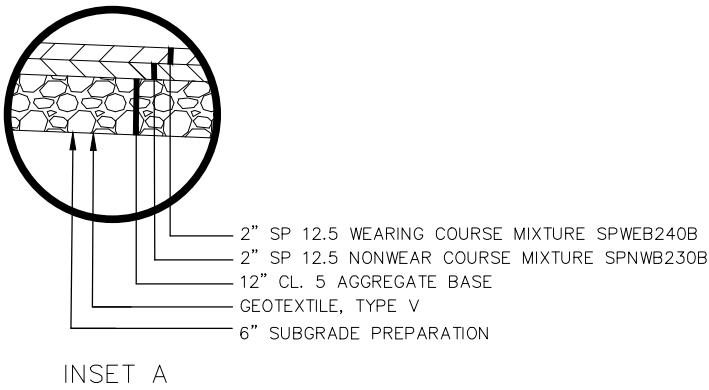 2” SP 12.5 WEARING COURSE MIXTURE SPWEB240B
2” SP 12.5 NONWEAR COURSE MIXTURE SPNWB230B
12” CL. 5 AGGREGATE BASE
GEOTEXTILE, TYPE V
6” SUBGRADE PREPARATION
INSET A